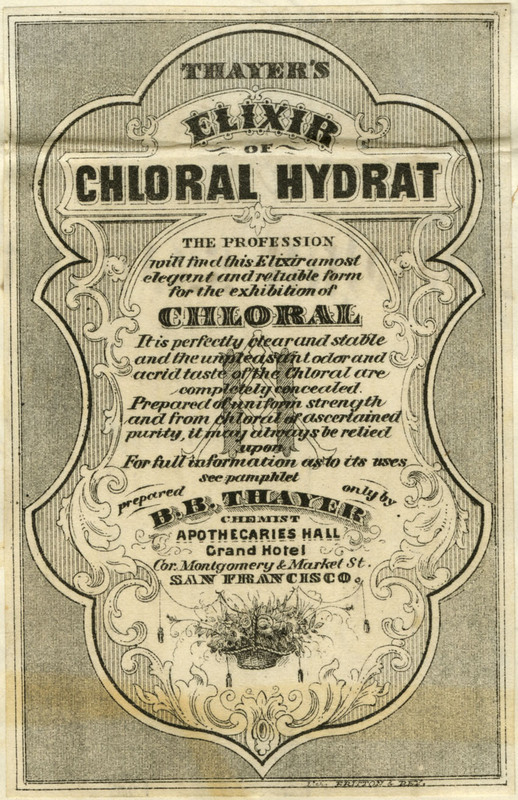 THAYER'S
ELIXIR
OF
CHLORAL HYDRAT
THE PROFESSION
will find this Elixir a most
elegant and reliable form
for the exhibition of
CHLORAL
It is perfectly clear and stable
and the unpleasant odor and
acrid taste of the Chloral are
completely concealed.
Prepared of uniform strength
and from chloral of ascertained
purity, it may always be relied
upon
For full information as to its uses
see pamphlet
prepared only by
B.B. THAYER
CHEMIST
APOTHECARIES HALL
Grand Hotel
Cor. Montgomery & Market St.
SAN FRANCISCO.
Lith. BRITTON & REY.